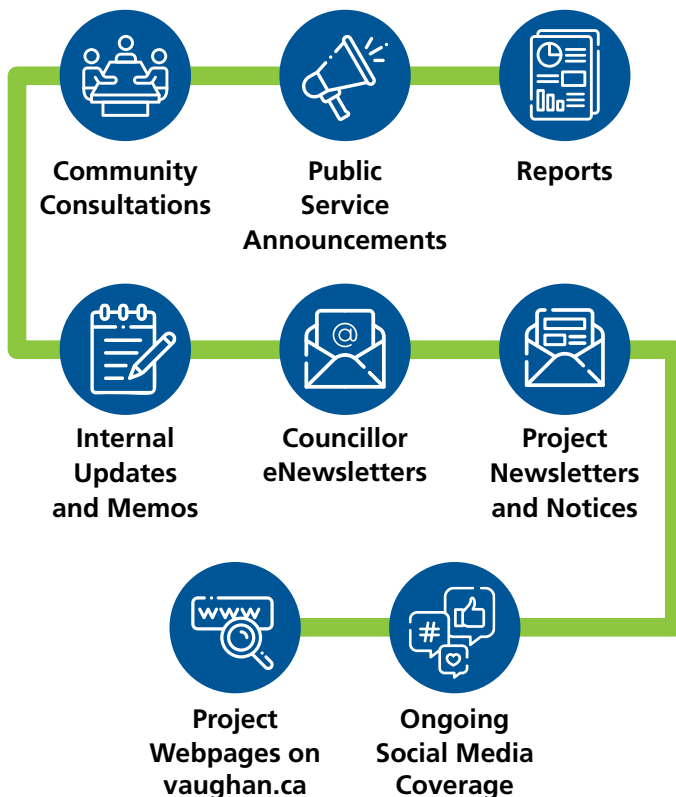 Community
Consultations
Public
Service
Announcements
Reports
Internal
Updates
and Memos
@
Councillor
eNewsletters
Project
Newsletters
and Notices
www
Project
Webpages on
vaughan.ca
#
Ongoing
Social Media
Coverage